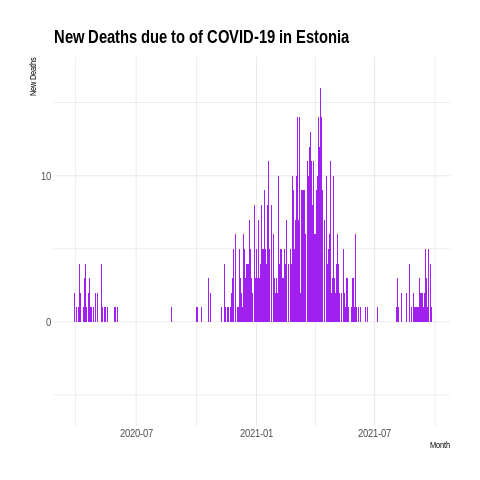 New Deaths due to of COVID-19 in Estonia
New Deaths
10
0
2020-07
2021-01
2021-07
Month